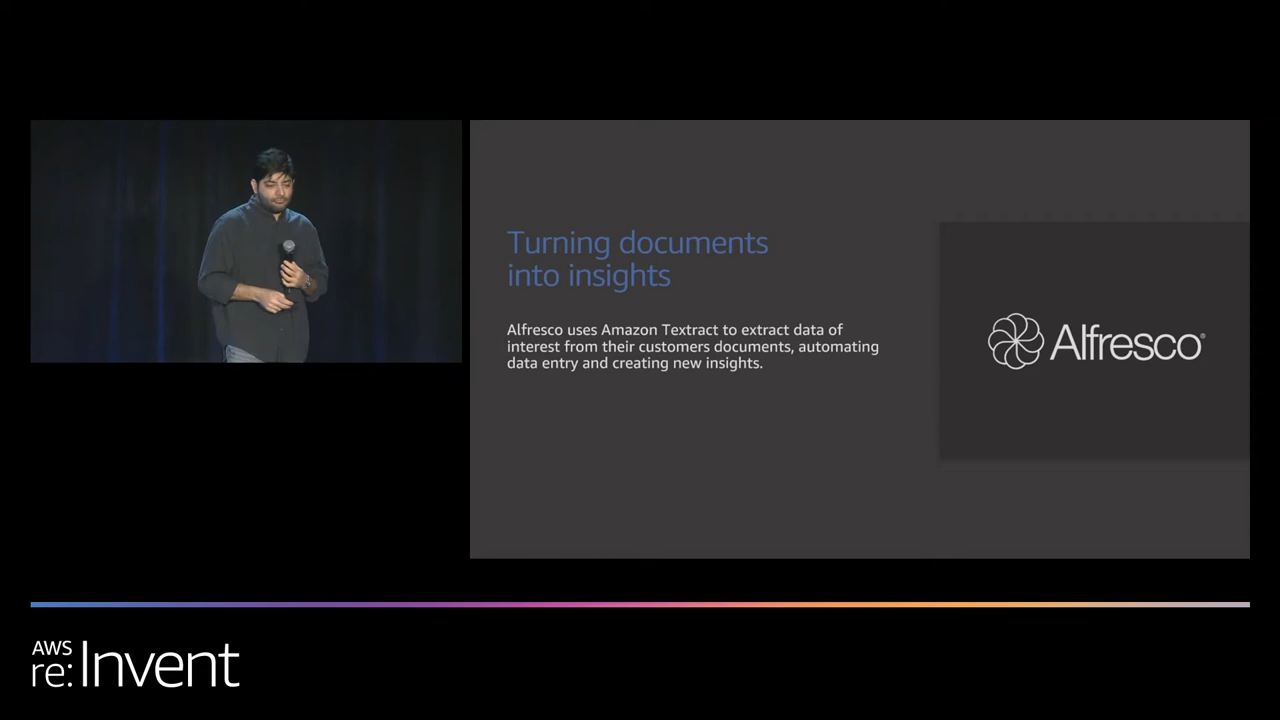 Turning documents
into insights
Alfresco uses Amazon Textract to extract data of
interest from their customers documents, automating
data entry and creating new insights.
Alfresco®
AWS
re:Invent